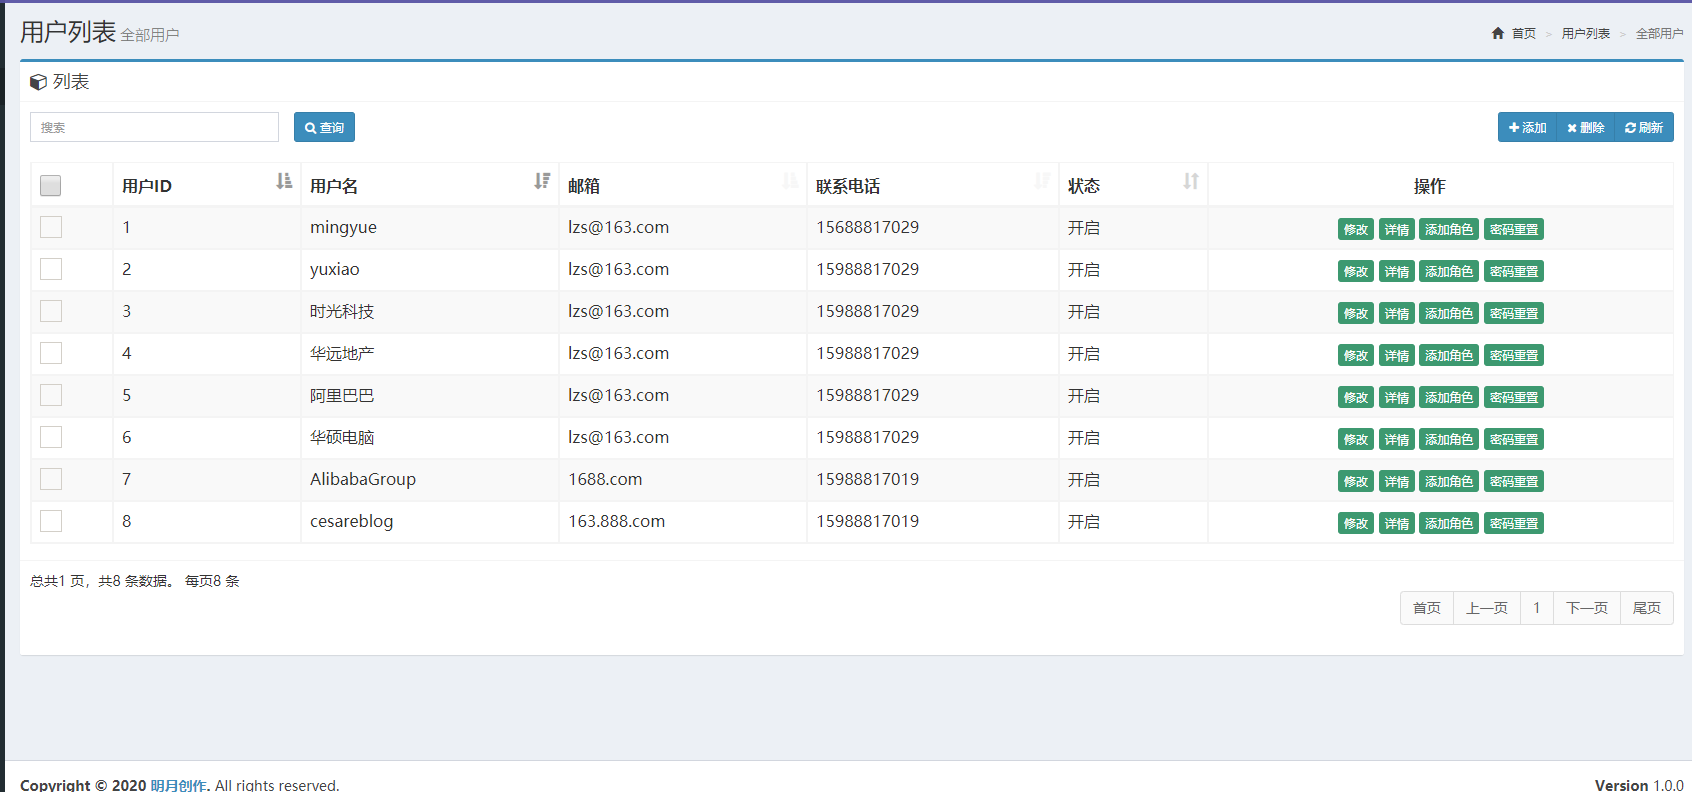 用户列表 全部用户
首页 > 用户列表 > 全部用户
列表
搜索 查询 添加 删除 刷新
用户ID 用户名 邮箱 联系电话 状态 操作
1 mingyue lzs@163.com 15688817029 开启 修改 详情 添加角色 密码重置
2 yuxiao lzs@163.com 15988817029 开启 修改 详情 添加角色 密码重置
3 时光科技 lzs@163.com 15988817029 开启 修改 详情 添加角色 密码重置
4 华远地产 lzs@163.com 15988817029 开启 修改 详情 添加角色 密码重置
5 阿里巴巴 lzs@163.com 15988817029 开启 修改 详情 添加角色 密码重置
6 华硕电脑 lzs@163.com 15988817029 开启 修改 详情 添加角色 密码重置
7 AlibabaGroup 1688.com 15988817019 开启 修改 详情 添加角色 密码重置
8 cesareblog 163.888.com 15988817019 开启 修改 详情 添加角色 密码重置
总共1 页，共8 条数据。 每页8 条
首页 上一页 1 下一页 尾页
Copyright © 2020 明月创作. All rights reserved. Version 1.0.0